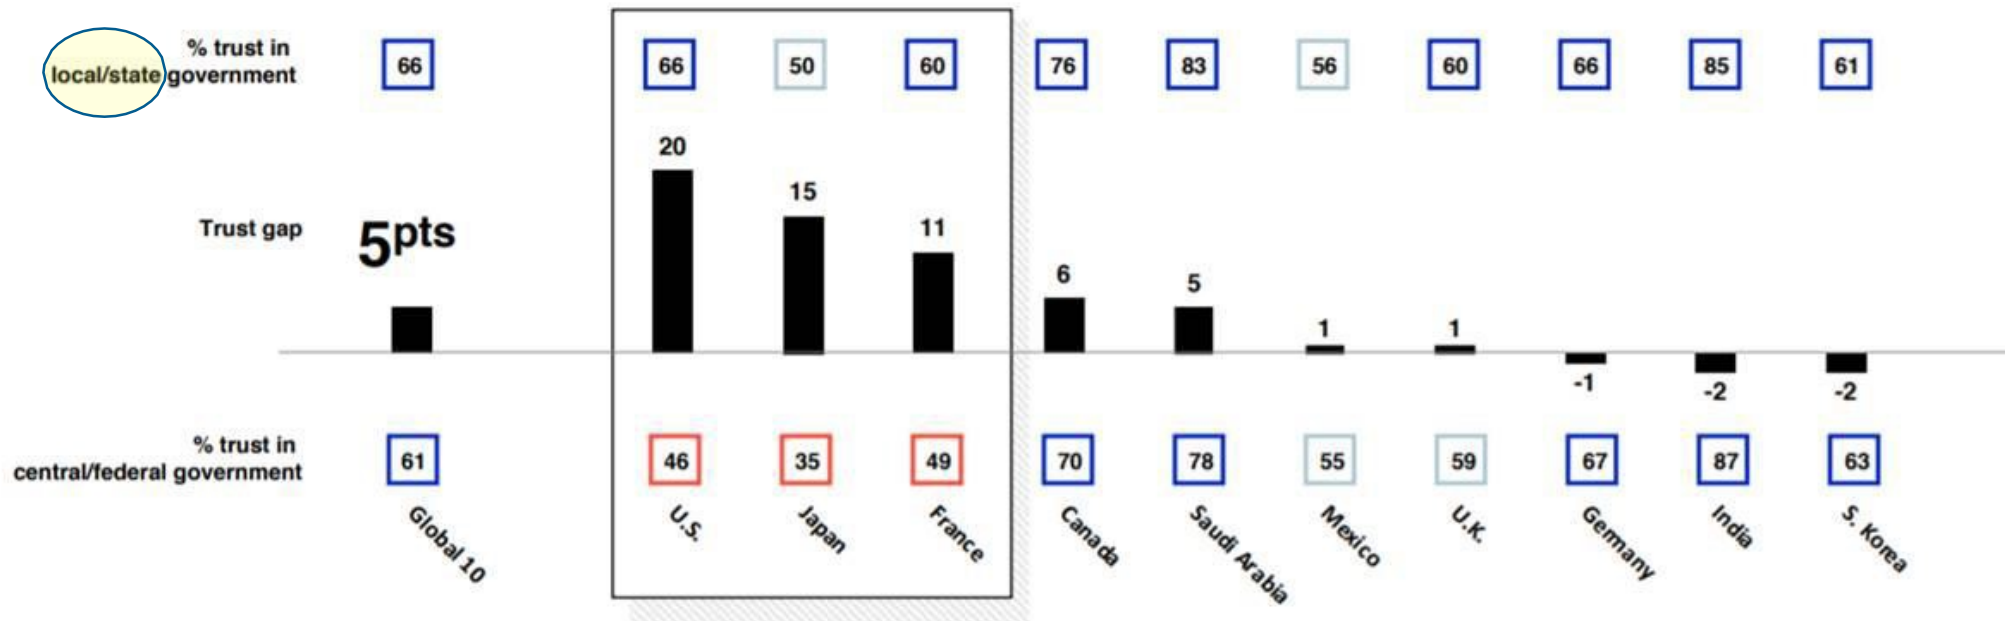 % trust in
local/state government
66
66
50
60
76
83
56
60
66
85
61
Trust gap
5pts
20
15
11
6
5
1
1
-1
-2
-2
% trust in
central/federal government
61
46
35
49
70
78
55
59
67
87
63
Global 10
U.S.
Japan
France
Canada
Saudi Arabia
Mexico
U.K.
Germany
India
S. Korea